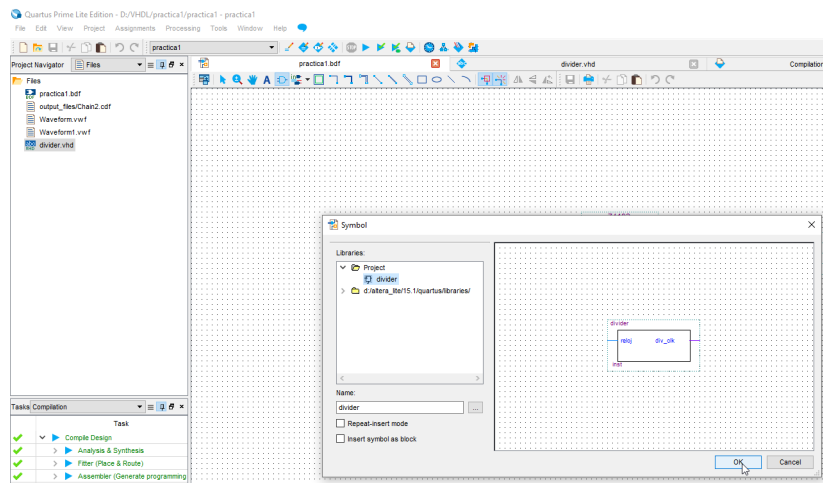 Quartus Prime Lite Edition - D:/VHDL/practica1/practica1 - practica1
File Edit View Project Assignments Processing Tools Window Help
practica1
Project Navigator Files
practica1.bdf
divider.vhd
Compilation
Files
practica1.bdf
output_files/Chain2.cdf
Waveform.vwf
Waveform1.vwf
divider.vhd
Symbol
Libraries:
Project
divider
d:/altera_lite/15.1/quartus/libraries/
divider
reloj div_clk
inst
Name:
divider
...
Repeat-insert mode
Insert symbol as block
OK Cancel
Tasks Compilation
Task
Compile Design
Analysis & Synthesis
Fitter (Place & Route)
Assembler (Generate programming